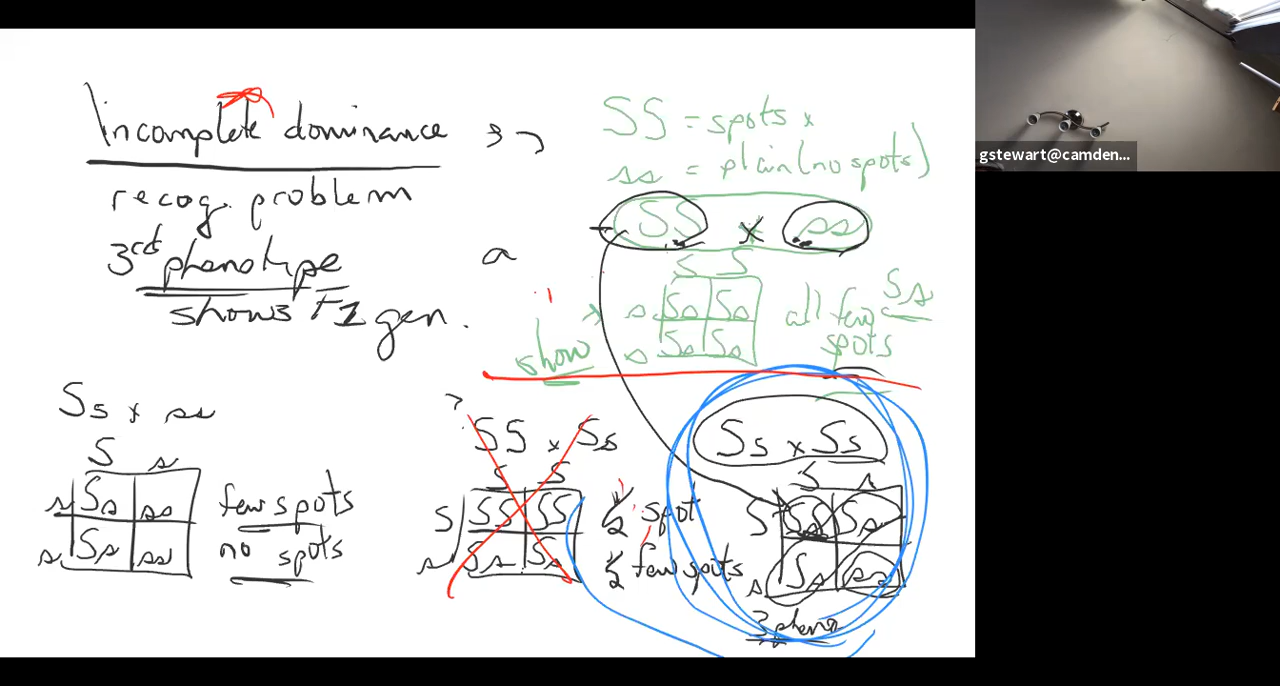 Incomplete dominance
recog. problem
3rd phenotype
shows F1 gen.
SS = spots x
ss = plain (no spots)
SS x ss
S S
s Ss Ss
s Ss Ss
all few spots
Ss
show
Ss x ss
S s
s Ss ss
s Ss ss
few spots
no spots
?
SS x Ss
S S
S SS SS
s Ss Ss
1/2 spot
1/2 few spots
Ss x Ss
S s
S SS Ss
s Ss ss
3 pheno
gstewart@camden...